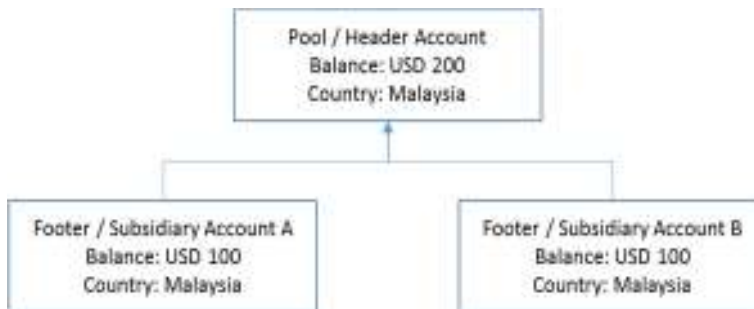 Pool / Header Account
Balance: USD 200
Country: Malaysia
Footer / Subsidiary Account A
Balance: USD 100
Country: Malaysia
Footer / Subsidiary Account B
Balance: USD 100
Country: Malaysia